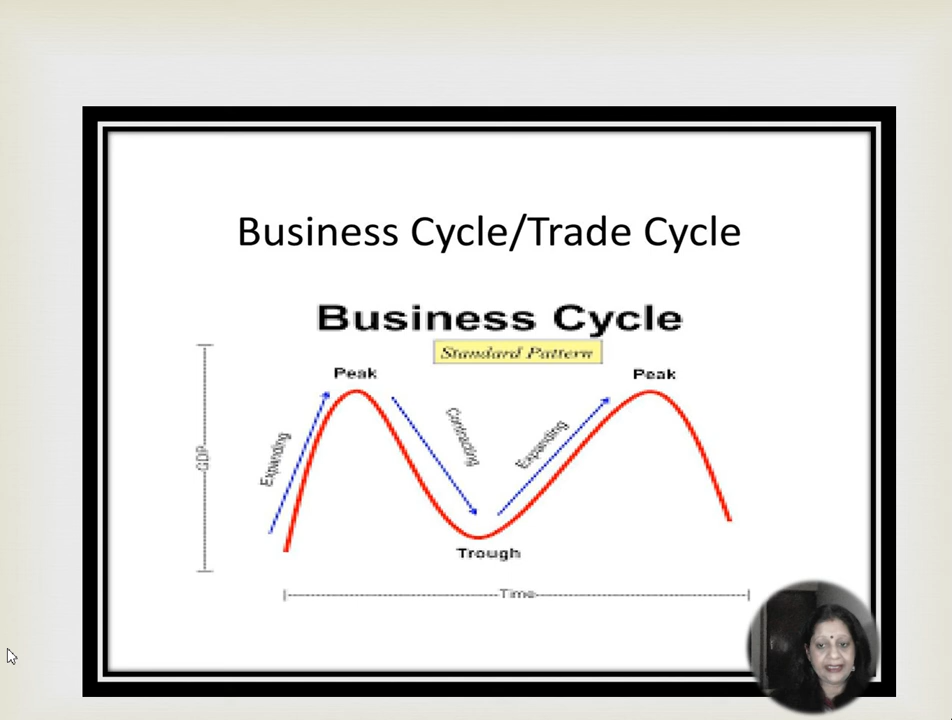 Business Cycle/Trade Cycle
Business Cycle
Standard Pattern
Peak
Peak
Expanding
Contracting
Expanding
GDP
Trough
Time